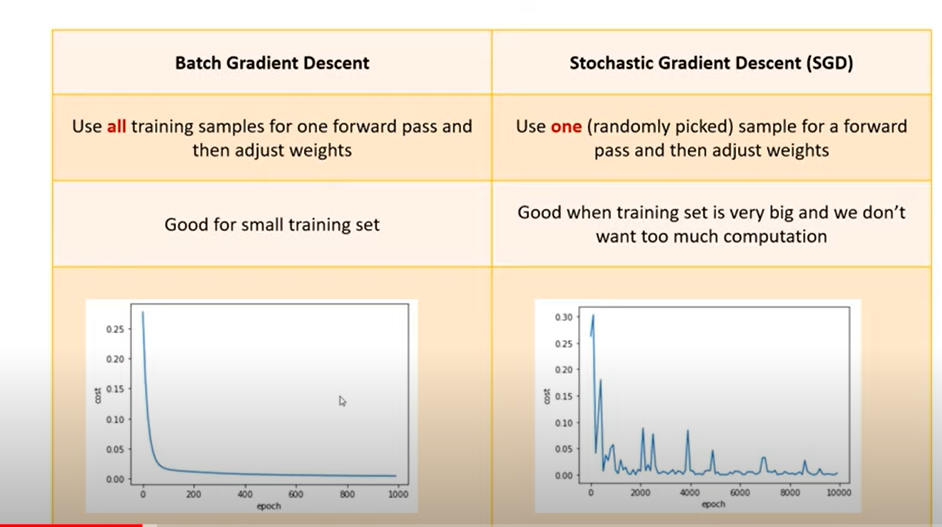 Batch Gradient Descent
Stochastic Gradient Descent (SGD)
Use all training samples for one forward pass and
then adjust weights
Use one (randomly picked) sample for a forward
pass and then adjust weights
Good for small training set
Good when training set is very big and we don’t
want too much computation
0.25
0.20
0.15
0.10
0.05
0.00
cost
0 200 400 600 800 1000
epoch
0.30
0.25
0.20
0.15
0.10
0.05
0.00
cost
0 2000 4000 6000 8000 10000
epoch